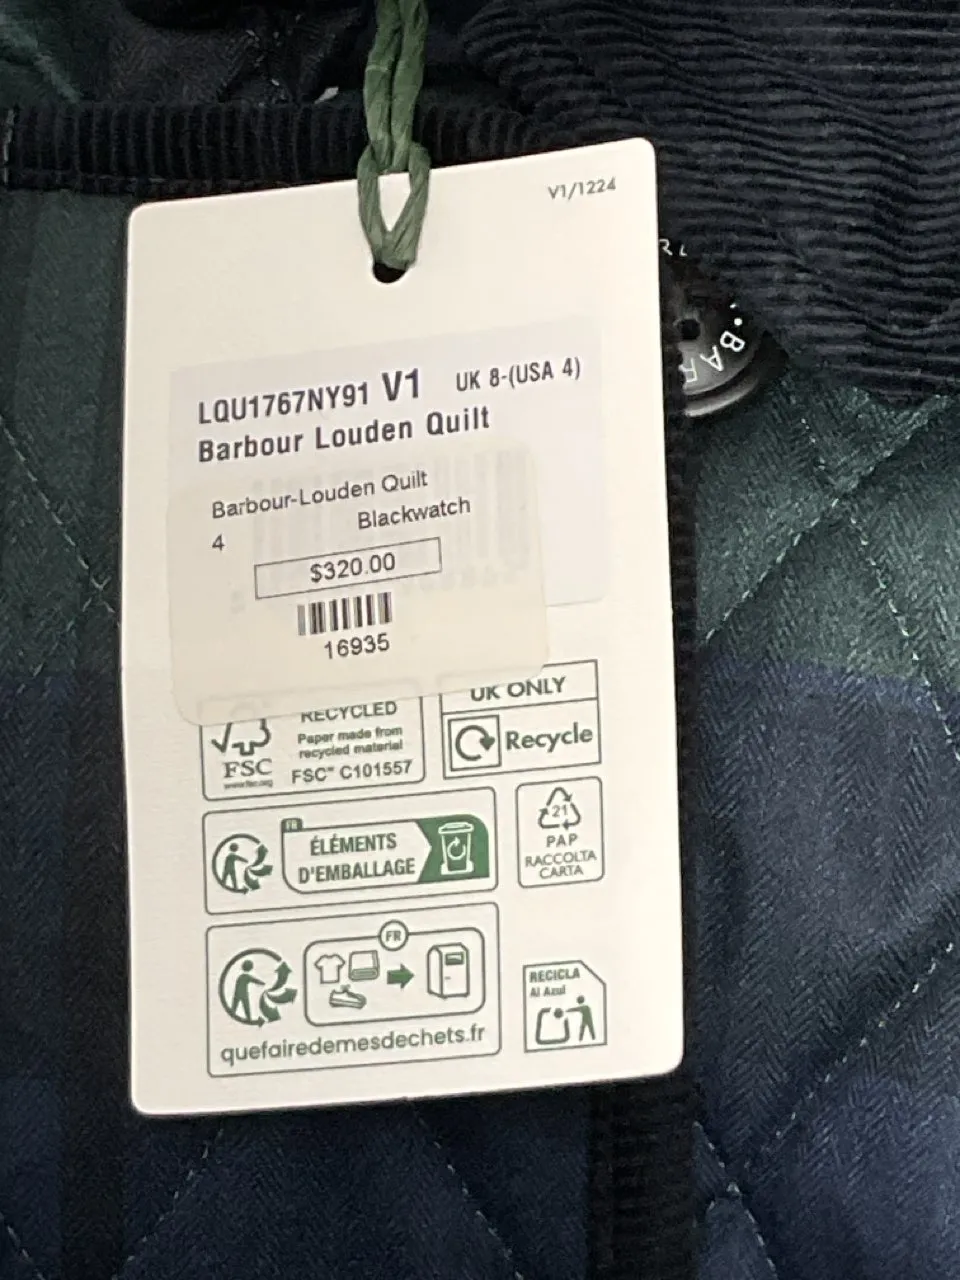 V1/1224
LQU1767NY91 V1 UK 8-(USA 4)
Barbour Louden Quilt
Barbour-Louden Quilt
4 Blackwatch
$320.00
16935
RECYCLED
Paper made from
recycled material
FSC
FSC™ C101557
UK ONLY
Recycle
FR
ÉLÉMENTS
D'EMBALLAGE
21
PAP
RACCOLTA
CARTA
FR
quefairedemesdechets.fr
RECICLA
Al Azul
BAR